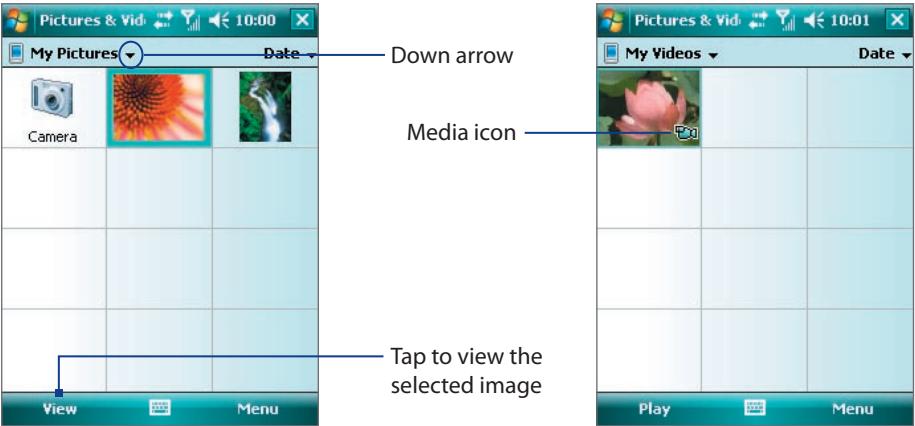 Pictures & Vid 10:00
My Pictures Date
Camera
View Menu
Down arrow
Media icon
Tap to view the
selected image
Pictures & Vid 10:01
My Videos Date
Play Menu